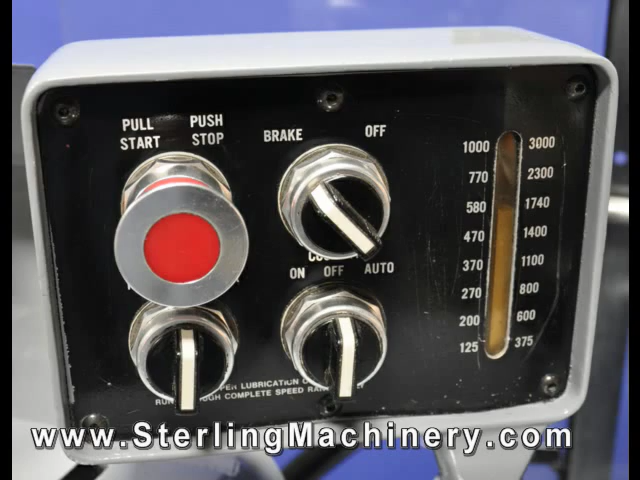 PULL START
PUSH STOP
BRAKE OFF
ON OFF AUTO
1000 3000
770 2300
580 1740
470 1400
370 1100
270 800
200 600
125 375
LUBRICATION
COMPLETE SPEED
www.SterlingMachinery.com